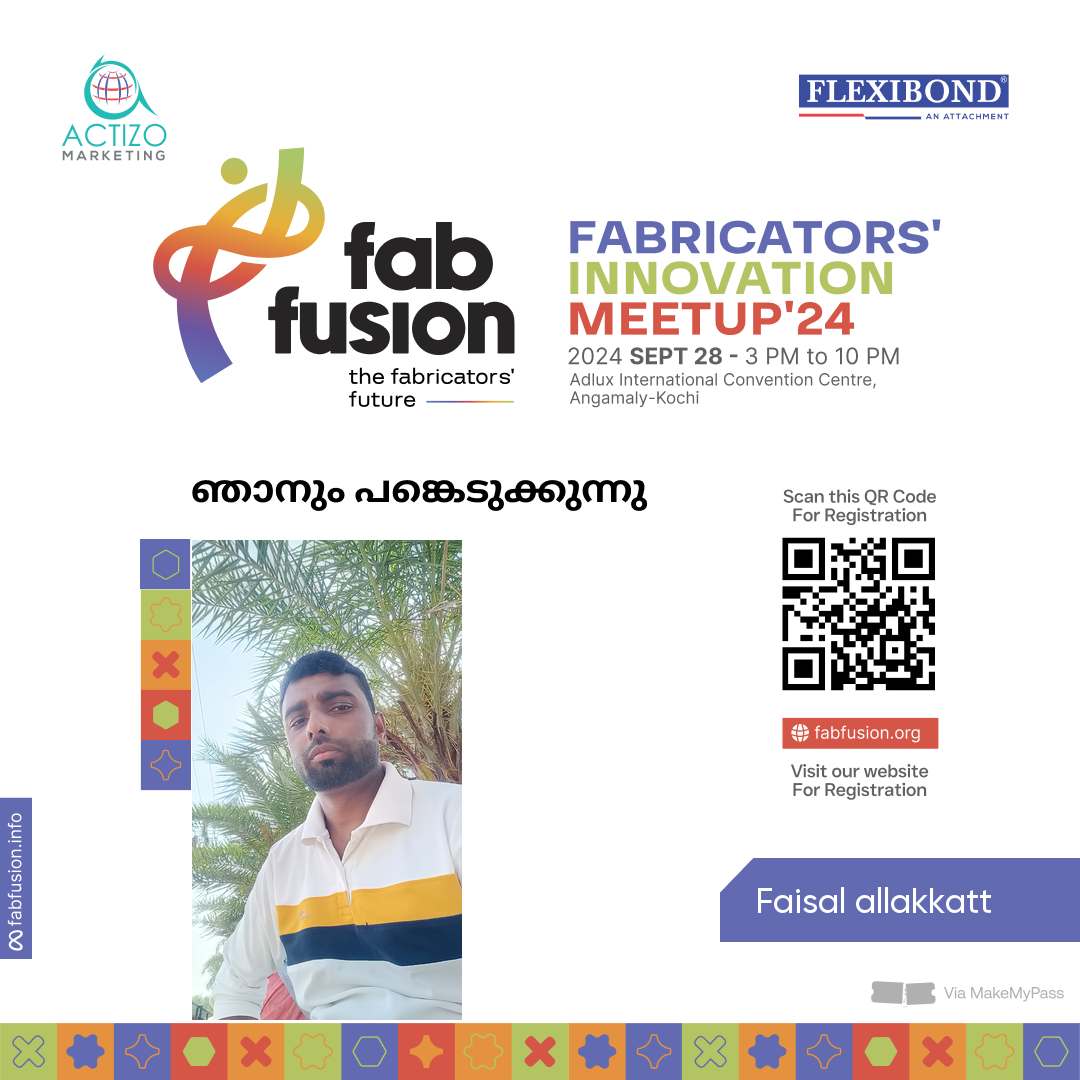 ACTIZO
MARKETING
FLEXIBOND®
AN ATTACHMENT
fab
fusion
the fabricators'
future
FABRICATORS'
INNOVATION
MEETUP'24
2024 SEPT 28 - 3 PM to 10 PM
Adlux International Convention Centre,
Angamaly-Kochi
ഞാനും പങ്കെടുക്കുന്നു
Scan this QR Code
For Registration
fabfusion.org
Visit our website
For Registration
fabfusion.info
Faisal allakkatt
Via MakeMyPass